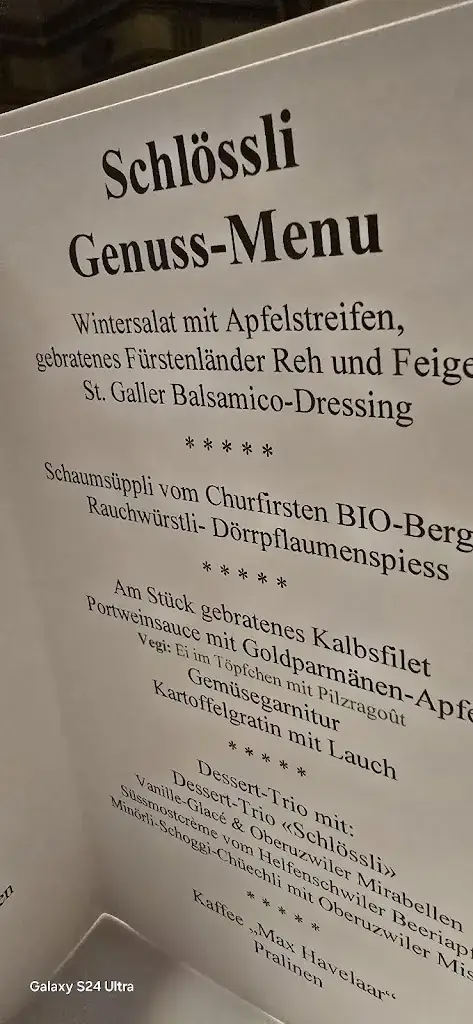 Schlössli
Genuss-Menu
Wintersalat mit Apfelstreifen,
gebratenes Fürstenländer Reh und Feige
St. Galler Balsamico-Dressing
* * * * *
Schaumsüppli vom Churfirsten BIO-Berg
Rauchwürstli- Dörrpflaumenspiess
* * * * *
Am Stück gebratenes Kalbsfilet
Portweinsauce mit Goldparmänen-Apfe
Vegi: Ei im Töpfchen mit Pilzragoût
Gemüsegarnitur
Kartoffelgratin mit Lauch
* * * * *
Dessert-Trio mit:
Dessert-Trio «Schlössli»
Vanille-Glacé & Oberuzwiler Mirabellen
Süssmostcrème vom Helfenschwiler Beeriapf
Minörli-Schoggi-Chüechli mit Oberuzwiler Mis
* * * * *
Kaffee „Max Havelaar“
Pralinen
en
Galaxy S24 Ultra